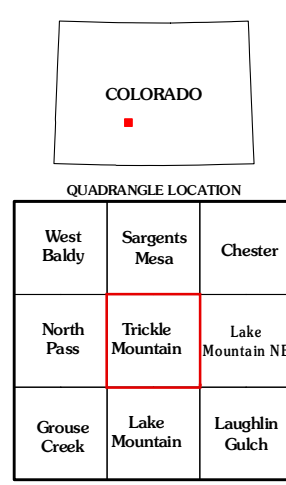 COLORADO
QUADRANGLE LOCATION
West
Baldy
Sargents
Mesa
Chester
North
Pass
Trickle
Mountain
Lake
Mountain NE
Grouse
Creek
Lake
Mountain
Laughlin
Gulch